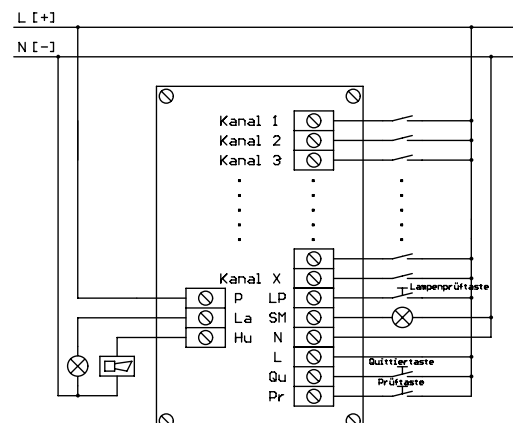 L [+]
N [-]
Kanal 1
Kanal 2
Kanal 3
Kanal X
P LP Lampenprüftaste
La SM
Hu N
L
Qu Quittiertaste
Pr Prüftaste